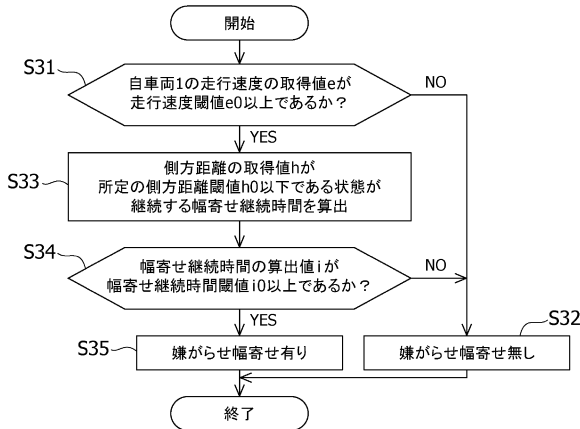 開始
S31
自車両1の走行速度の取得値eが
走行速度閾値e0以上であるか？
NO
YES
S33
側方距離の取得値hが
所定の側方距離閾値h0以下である状態が
継続する幅寄せ継続時間を算出
S34
幅寄せ継続時間の算出値iが
幅寄せ継続時間閾値i0以上であるか？
NO
YES
S35
嫌がらせ幅寄せ有り
S32
嫌がらせ幅寄せ無し
終了